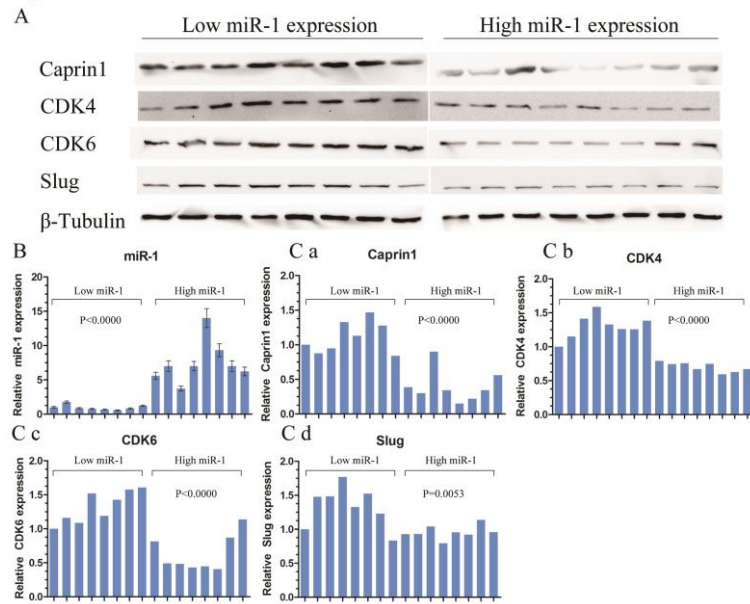 A
Low miR-1 expression
High miR-1 expression
Caprin1
CDK4
CDK6
Slug
β-Tubulin
B
miR-1
Relative miR-1 expression
20
15
10
5
0
Low miR-1
High miR-1
P<0.0000
C a
Caprin1
Relative Caprin1 expression
2.0
1.5
1.0
0.5
0.0
Low miR-1
High miR-1
P<0.0000
C b
CDK4
Relative CDK4 expression
2.0
1.5
1.0
0.5
0.0
Low miR-1
High miR-1
P<0.0000
C c
CDK6
Relative CDK6 expression
2.0
1.5
1.0
0.5
0.0
Low miR-1
High miR-1
P<0.0000
C d
Slug
Relative Slug expression
2.0
1.5
1.0
0.5
0.0
Low miR-1
High miR-1
P=0.0053